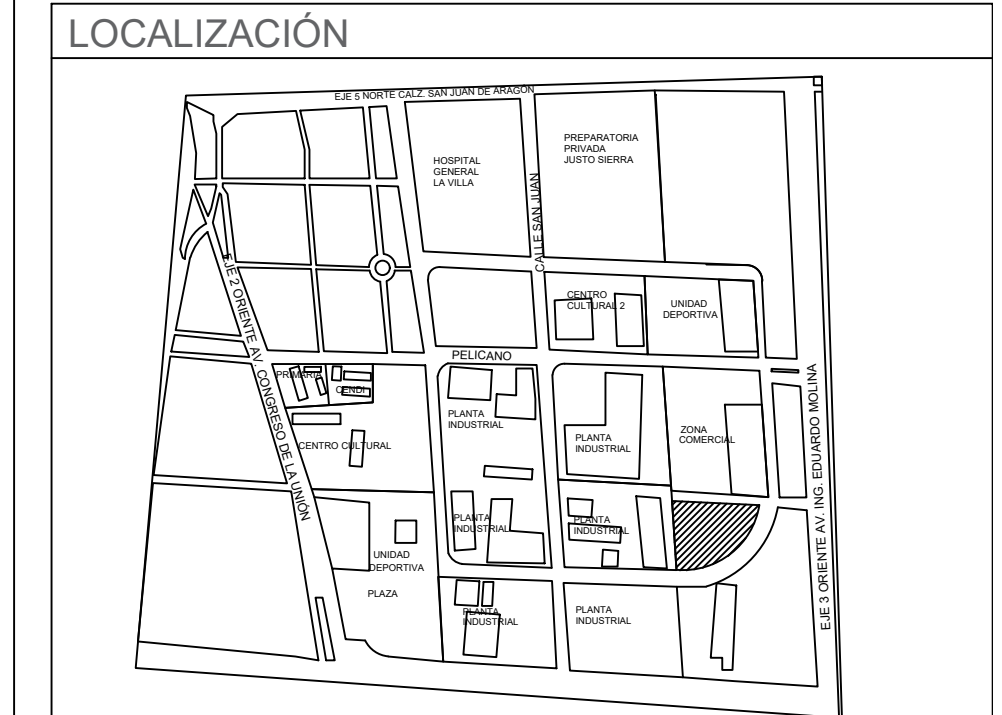 LOCALIZACIÓN
EJE 5 NORTE CALZ. SAN JUAN DE ARAGÓN
HOSPITAL
GENERAL
LA VILLA
CALLE SAN JUAN
PREPARATORIA
PRIVADA
JUSTO SIERRA
EJE 2 ORIENTE AV. CONGRESO DE LA UNIÓN
CENTRO
CULTURAL 2
UNIDAD
DEPORTIVA
PELICANO
PRIMARIA
CENDI
EJE 3 ORIENTE AV. ING. EDUARDO MOLINA
PLANTA
INDUSTRIAL
PLANTA
INDUSTRIAL
ZONA
COMERCIAL
CENTRO CULTURAL
PLANTA
INDUSTRIAL
PLANTA
INDUSTRIAL
UNIDAD
DEPORTIVA
PLAZA
PLANTA
INDUSTRIAL
PLANTA
INDUSTRIAL